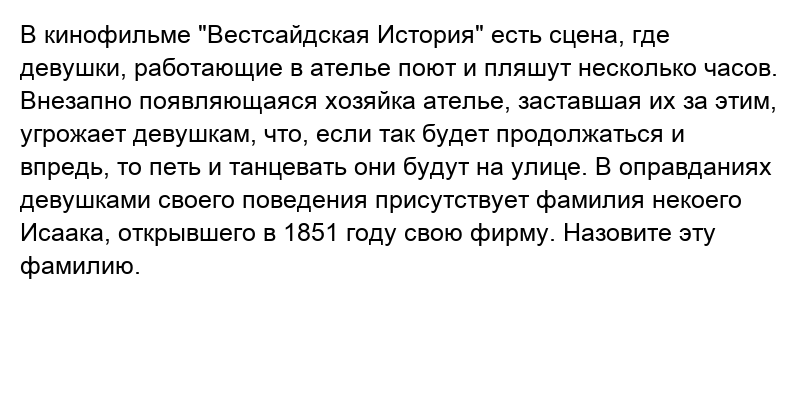 В кинофильме "Вестсайдская История" есть сцена, где
девушки, работающие в ателье поют и пляшут несколько часов.
Внезапно появляющаяся хозяйка ателье, заставшая их за этим,
угрожает девушкам, что, если так будет продолжаться и
впредь, то петь и танцевать они будут на улице. В оправданиях
девушками своего поведения присутствует фамилия некоего
Исаака, открывшего в 1851 году свою фирму. Назовите эту
фамилию.